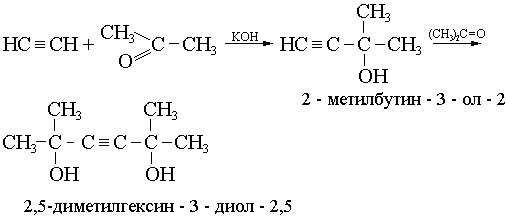 CH₃
HC≡CH + CH₃ C—CH₃ KOH HC≡C—C—CH₃ (CH₃)₂C=O
O OH
2 - метилбутин - 3 - ол - 2
CH₃ CH₃
CH₃—C—C≡C—C—CH₃
OH OH
2,5-диметилгексин - 3 - диол - 2,5